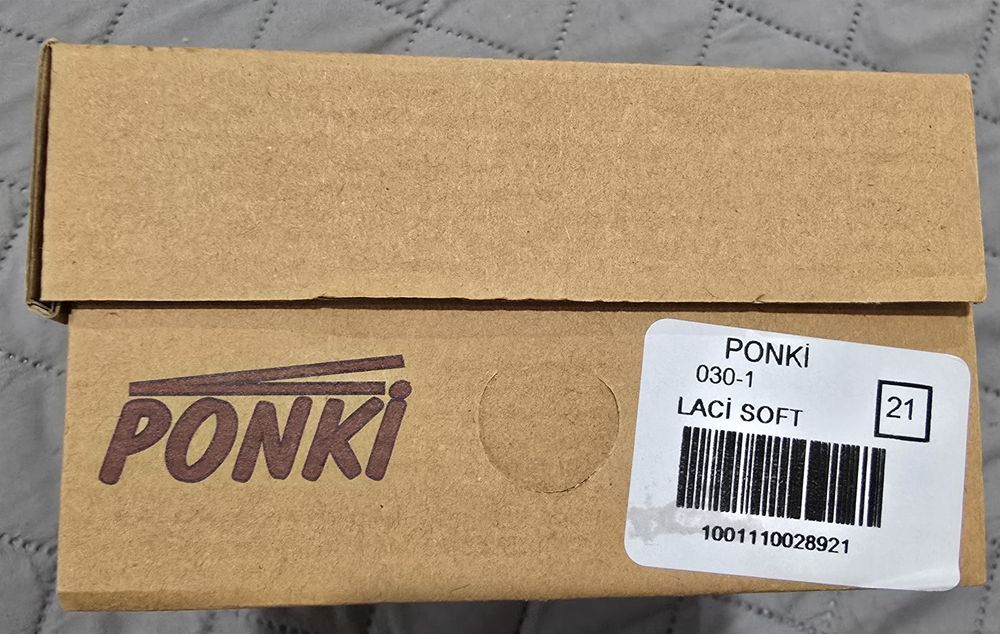 PONKİ
PONKİ
030-1
LACİ SOFT
21
1001110028921